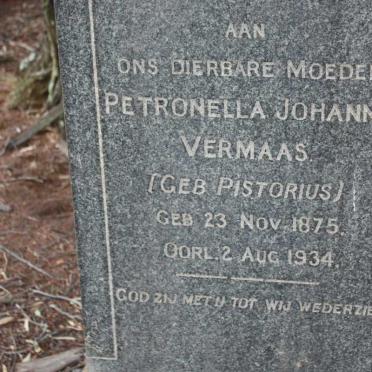 AAN
ONS DIERBARE MOEDER
PETRONELLA JOHANN
VERMAAS
[GEB PISTORIUS]
GEB 23 NOV. 1875.
OORL. 2 AUG 1934.
GOD ZIJ MET U TOT WIJ WEDERZIE